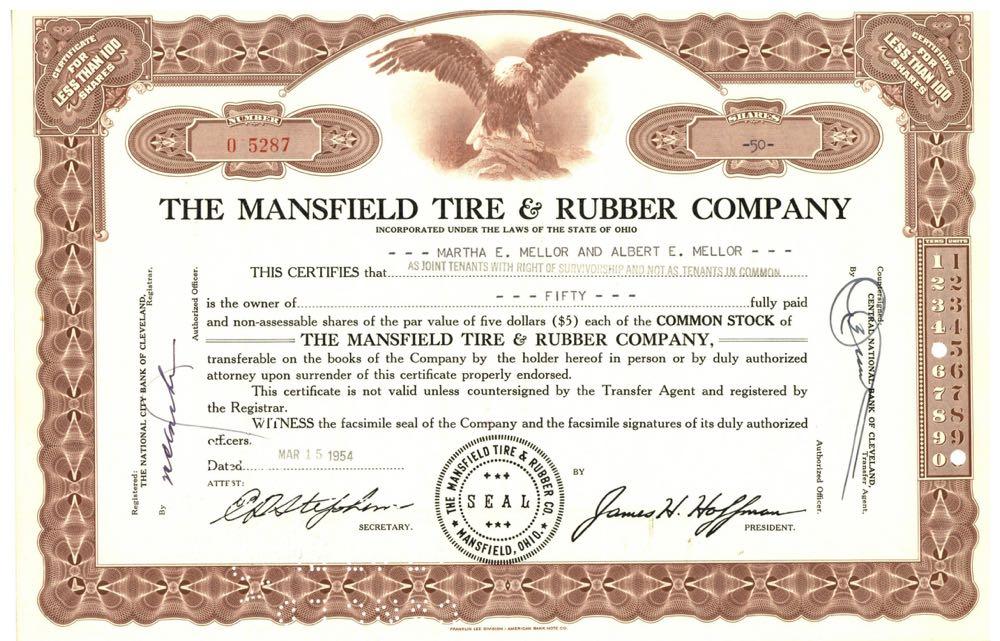 CERTIFICATE
FOR
LESS THAN 100
SHARES
CERTIFICATE
FOR
LESS THAN 100
SHARES
NUMBER
O 5287
SHARES
-50-
THE MANSFIELD TIRE & RUBBER COMPANY
INCORPORATED UNDER THE LAWS OF THE STATE OF OHIO
- - - MARTHA E. MELLOR AND ALBERT E. MELLOR - - -
THIS CERTIFIES that AS JOINT TENANTS WITH RIGHT OF SURVIVORSHIP AND NOT AS TENANTS IN COMMON
- - - FIFTY - - -
is the owner of fully paid
and non-assessable shares of the par value of five dollars ($5) each of the COMMON STOCK of
THE MANSFIELD TIRE & RUBBER COMPANY,
transferable on the books of the Company by the holder hereof in person or by duly authorized
attorney upon surrender of this certificate properly endorsed.
This certificate is not valid unless countersigned by the Transfer Agent and registered by
the Registrar.
WITNESS the facsimile seal of the Company and the facsimile signatures of its duly authorized
officers.
Dated MAR 15 1954
ATTEST:
SECRETARY.
THE MANSFIELD TIRE & RUBBER CO.
SEAL
MANSFIELD, OHIO.
BY
James H. Hoffman
PRESIDENT.
Registered:
THE NATIONAL CITY BANK OF CLEVELAND,
Registrar.
By
Authorized Officer.
Countersigned:
CENTRAL NATIONAL BANK OF CLEVELAND,
Transfer Agent.
By
Authorized Officer.
TENS UNITS
1 1
2 2
3 3
4 4
5
6 6
7 7
8 8
9 9
0
FRANKLIN LEE DIVISION - AMERICAN BANK NOTE CO.